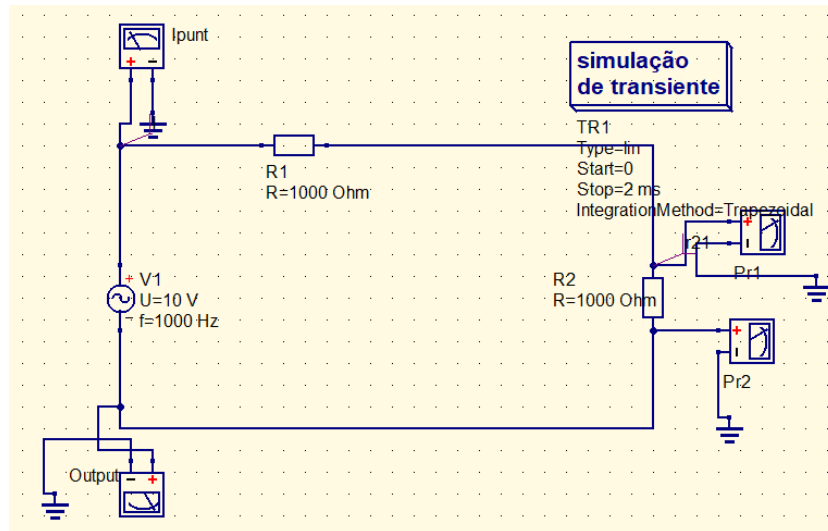 Ipunt
simulação
de transiente
TR1
Type=lin
Start=0
Stop=2 ms
IntegrationMethod=Trapezoidal
R1
R=1000 Ohm
r21
Pr1
V1
U=10 V
f=1000 Hz
R2
R=1000 Ohm
Pr2
Output